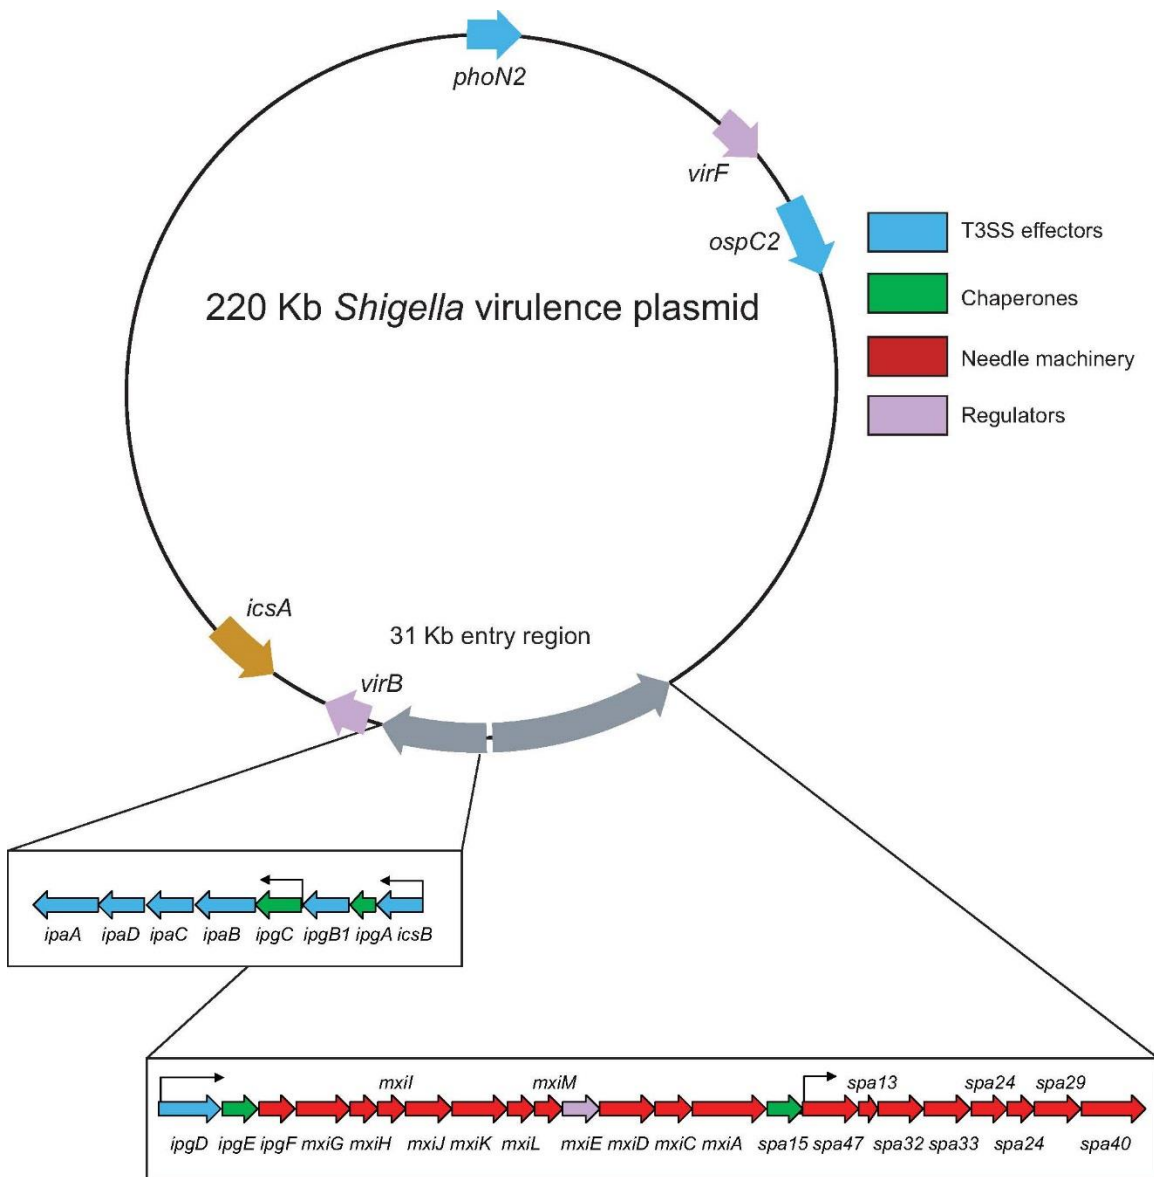 phoN2
virF
ospC2
T3SS effectors
Chaperones
Needle machinery
Regulators
220 Kb Shigella virulence plasmid
icsA
31 Kb entry region
virB
ipaA ipaD ipaC ipaB ipgC ipgB1 ipgA icsB
mxiI mxiM spa13 spa24 spa29
ipgD ipgE ipgF mxiG mxiH mxiJ mxiK mxiL mxiE mxiD mxiC mxiA spa15 spa47 spa32 spa33 spa24 spa40